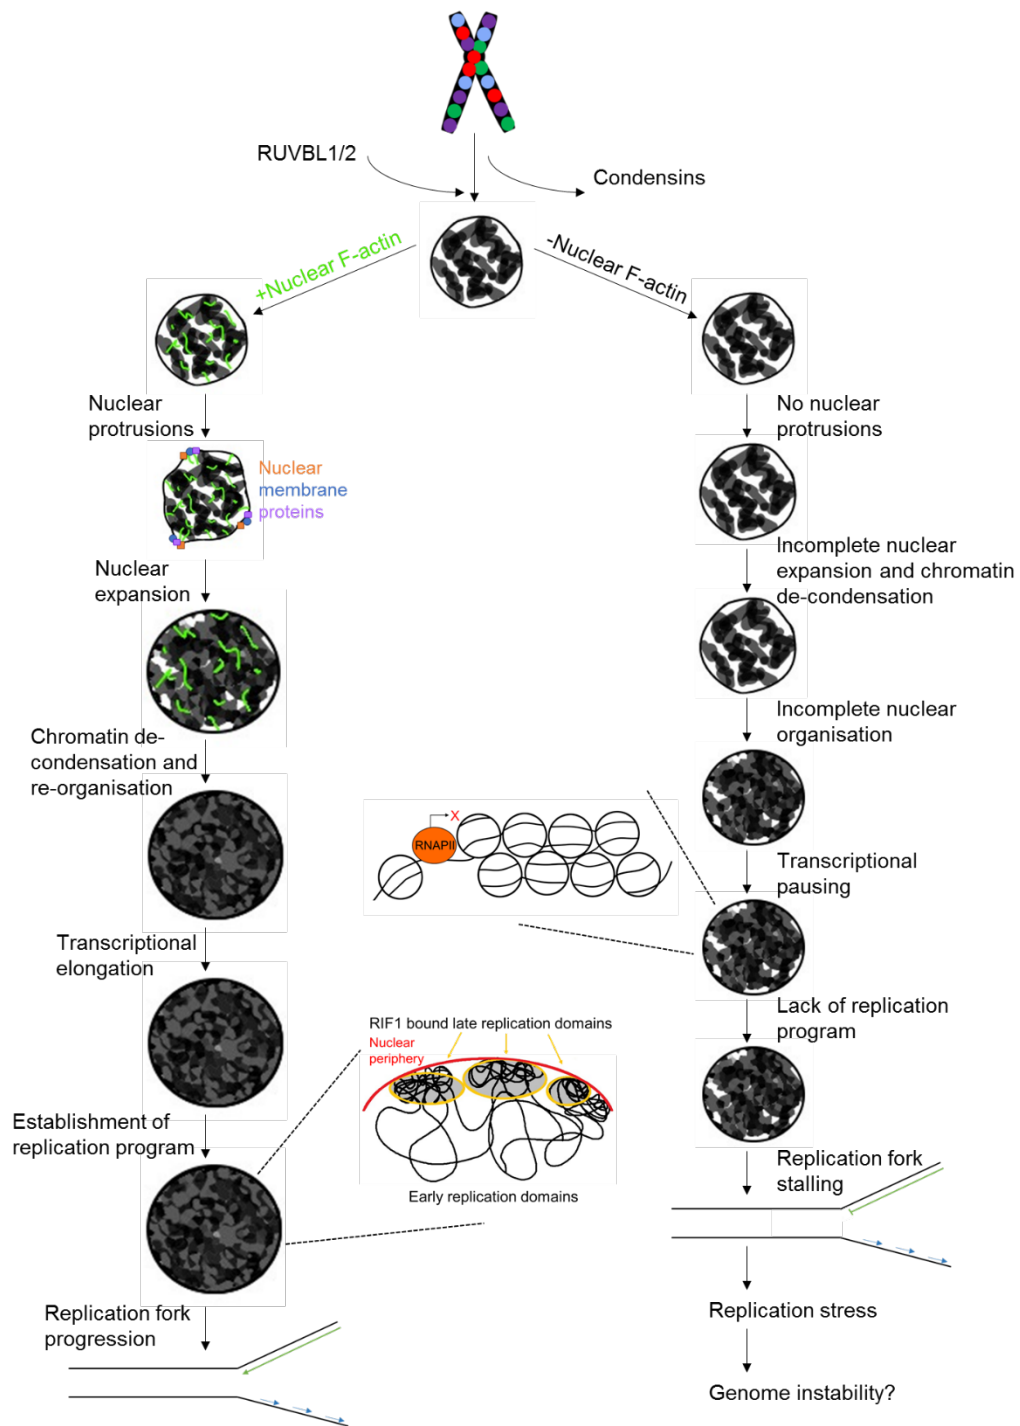 RUVBL1/2
Condensins
+Nuclear F-actin
-Nuclear F-actin
Nuclear
protrusions
No nuclear
protrusions
Nuclear
membrane
proteins
Nuclear
expansion
Incomplete nuclear
expansion and chromatin
de-condensation
Chromatin de-
condensation and
re-organisation
Incomplete nuclear
organisation
RNAPII
X
Transcriptional
pausing
Transcriptional
elongation
Lack of replication
program
RIF1 bound late replication domains
Nuclear
periphery
Early replication domains
Establishment of
replication program
Replication fork
stalling
Replication fork
progression
Replication stress
Genome instability?